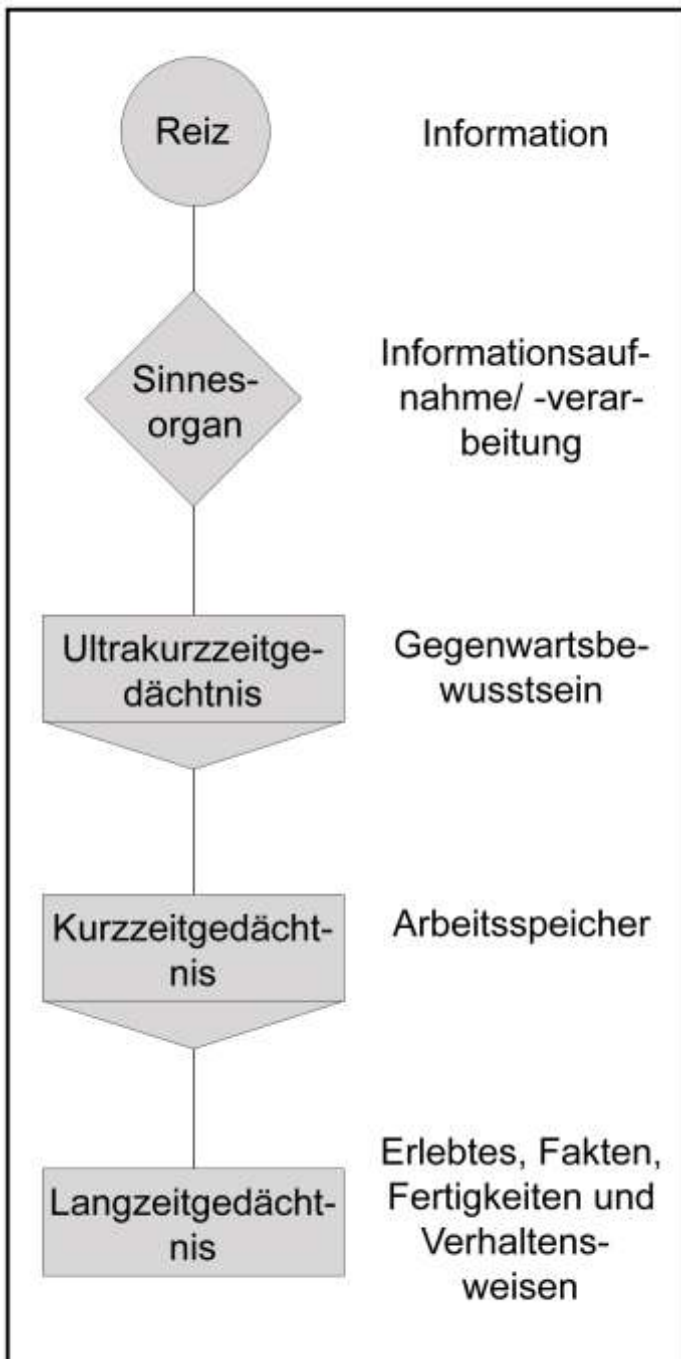 Reiz
Information
Sinnes-
organ
Informationsauf-
nahme/ -verar-
beitung
Ultrakurzzeitge-
dächtnis
Gegenwartsbe-
wusstsein
Kurzzeitgedächt-
nis
Arbeitsspeicher
Langzeitgedächt-
nis
Erlebtes, Fakten,
Fertigkeiten und
Verhaltens-
weisen